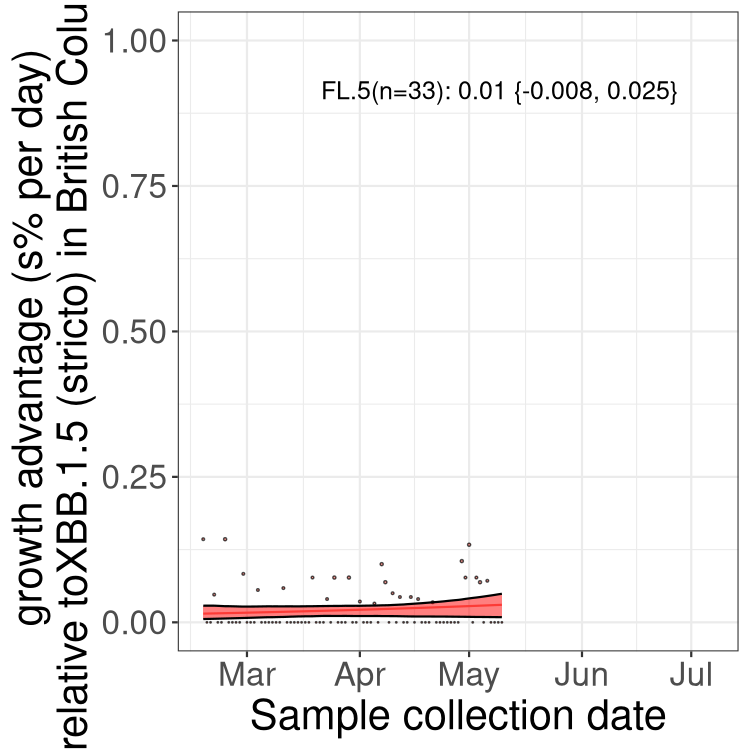 growth advantage (s% per day)
relative toXBB.1.5 (stricto) in British Colu
1.00
0.75
0.50
0.25
0.00
FL.5(n=33): 0.01 {-0.008, 0.025}
Mar Apr May Jun Jul
Sample collection date